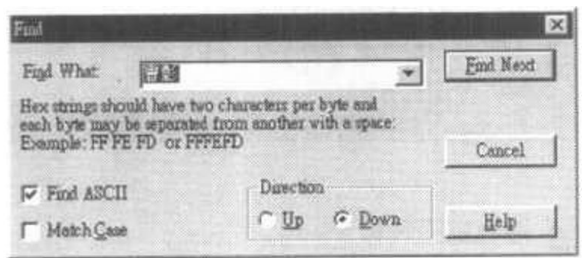 Find
Find What:
Find Next
Hex strings should have two characters per byte and
each byte may be separated from another with a space:
Example: FF FE FD or FFFEFD
Cancel
Find ASCII
Direction
Match Case
Up
Down
Help